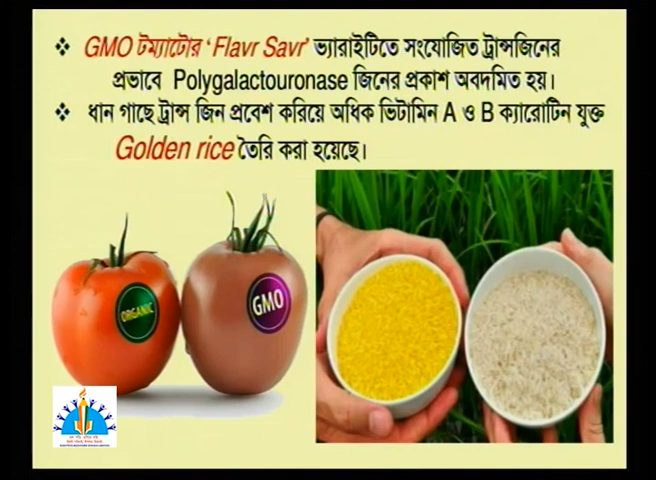 ❖ GMO টম্যাটোর ‘Flavr Savr’ ভ্যারাইটিতে সংযোজিত ট্রান্সজিনের
প্রভাবে Polygalactouronase জিনের প্রকাশ অবদমিত হয়।
❖ ধান গাছে ট্রান্স জিন প্রবেশ করিয়ে অধিক ভিটামিন A ও B ক্যারোটিন যুক্ত
Golden rice তৈরি করা হয়েছে।
ORGANIC
GMO